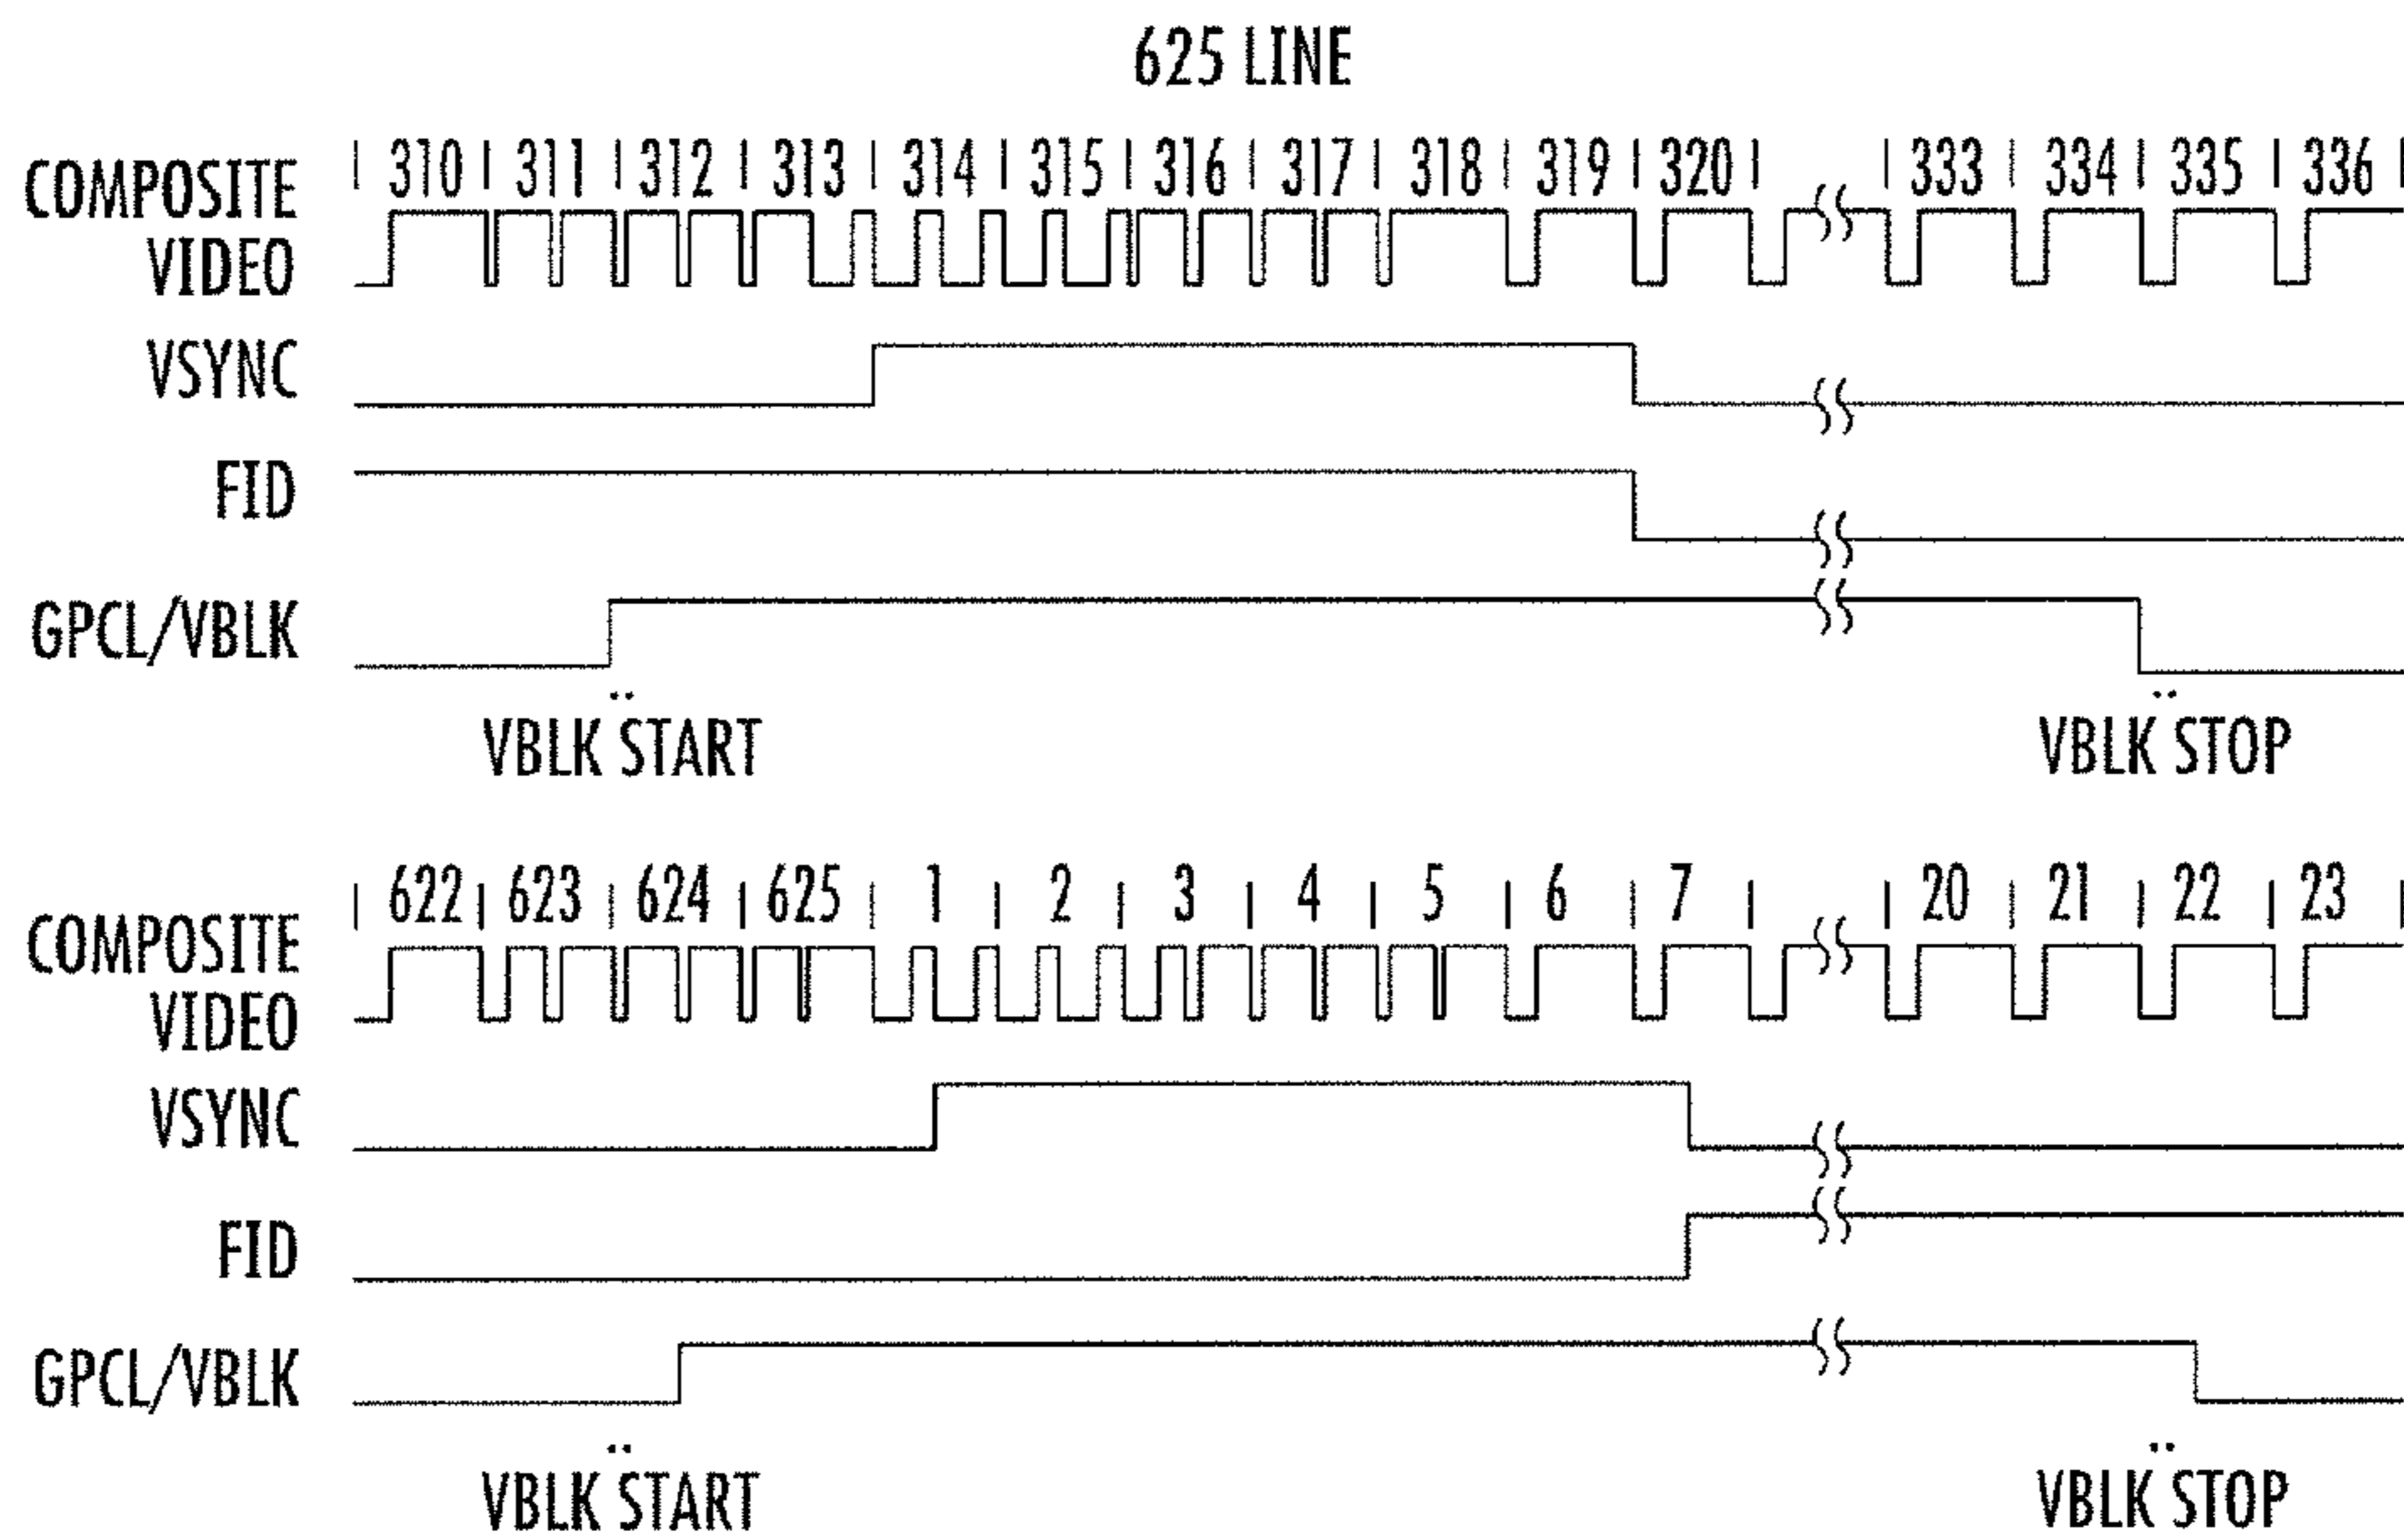 625 LINE
310 311 312 313 314 315 316 317 318 319 320 333 334 335 336
COMPOSITE
VIDEO
VSYNC
FID
GPCL/VBLK
VBLK START VBLK STOP
622 623 624 625 1 2 3 4 5 6 7 20 21 22 23
COMPOSITE
VIDEO
VSYNC
FID
GPCL/VBLK
VBLK START VBLK STOP